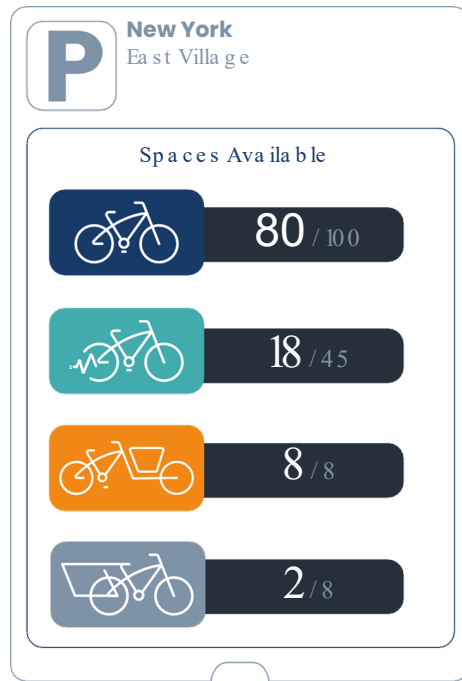 P
New York
East Village
Spaces Available
80 / 100
18 / 45
8 / 8
2 / 8